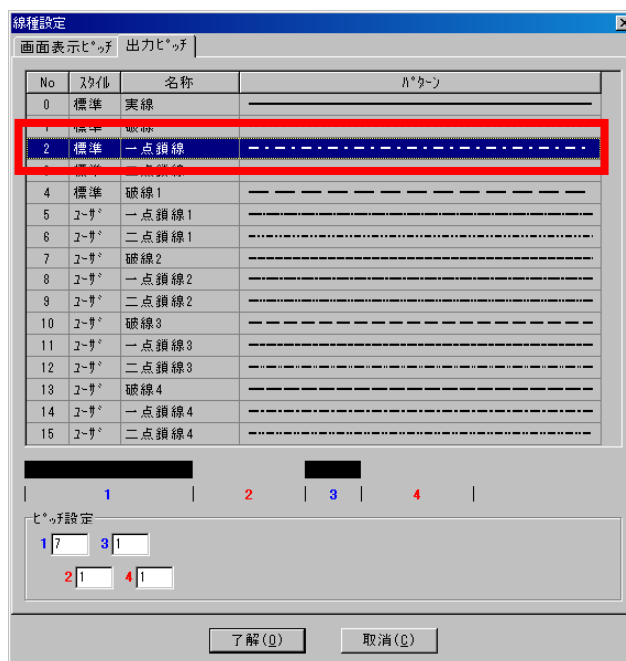 線種設定
画面表示ﾋﾟｯﾁ 出力ﾋﾟｯﾁ
No ｽﾀｲﾙ 名称 ﾊﾟﾀｰﾝ
0 標準 実線
1 標準 破線
2 標準 一点鎖線
4 標準 破線1
5 ﾕｰｻﾞ 一点鎖線1
6 ﾕｰｻﾞ 二点鎖線1
7 ﾕｰｻﾞ 破線2
8 ﾕｰｻﾞ 一点鎖線2
9 ﾕｰｻﾞ 二点鎖線2
10 ﾕｰｻﾞ 破線3
11 ﾕｰｻﾞ 一点鎖線3
12 ﾕｰｻﾞ 二点鎖線3
13 ﾕｰｻﾞ 破線4
14 ﾕｰｻﾞ 一点鎖線4
15 ﾕｰｻﾞ 二点鎖線4
1 2 3 4
ﾋﾟｯﾁ設定
1 7 3 1
2 1 4 1
了解(O) 取消(C)